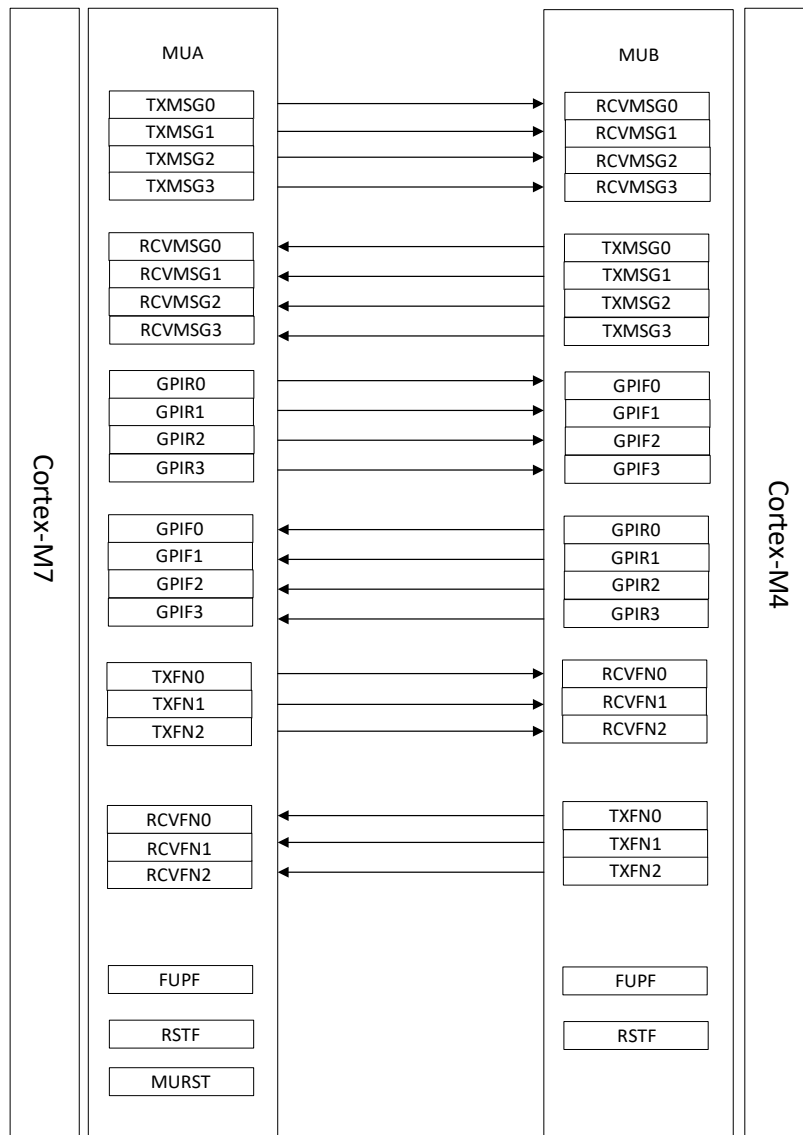 Cortex-M7
MUA
TXMSG0
TXMSG1
TXMSG2
TXMSG3
RCVMSG0
RCVMSG1
RCVMSG2
RCVMSG3
GPIR0
GPIR1
GPIR2
GPIR3
GPIF0
GPIF1
GPIF2
GPIF3
TXFN0
TXFN1
TXFN2
RCVFN0
RCVFN1
RCVFN2
FUPF
RSTF
MURST
MUB
RCVMSG0
RCVMSG1
RCVMSG2
RCVMSG3
TXMSG0
TXMSG1
TXMSG2
TXMSG3
GPIF0
GPIF1
GPIF2
GPIF3
GPIR0
GPIR1
GPIR2
GPIR3
RCVFN0
RCVFN1
RCVFN2
TXFN0
TXFN1
TXFN2
FUPF
RSTF
Cortex-M4